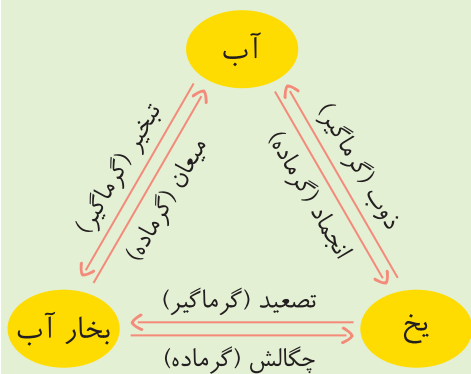 آب
تبخیر (گرماگیر)
میعان (گرماده)
ذوب (گرماگیر)
انجماد (گرماده)
تصعید (گرماگیر)
بخار آب
یخ
چگالش (گرماده)